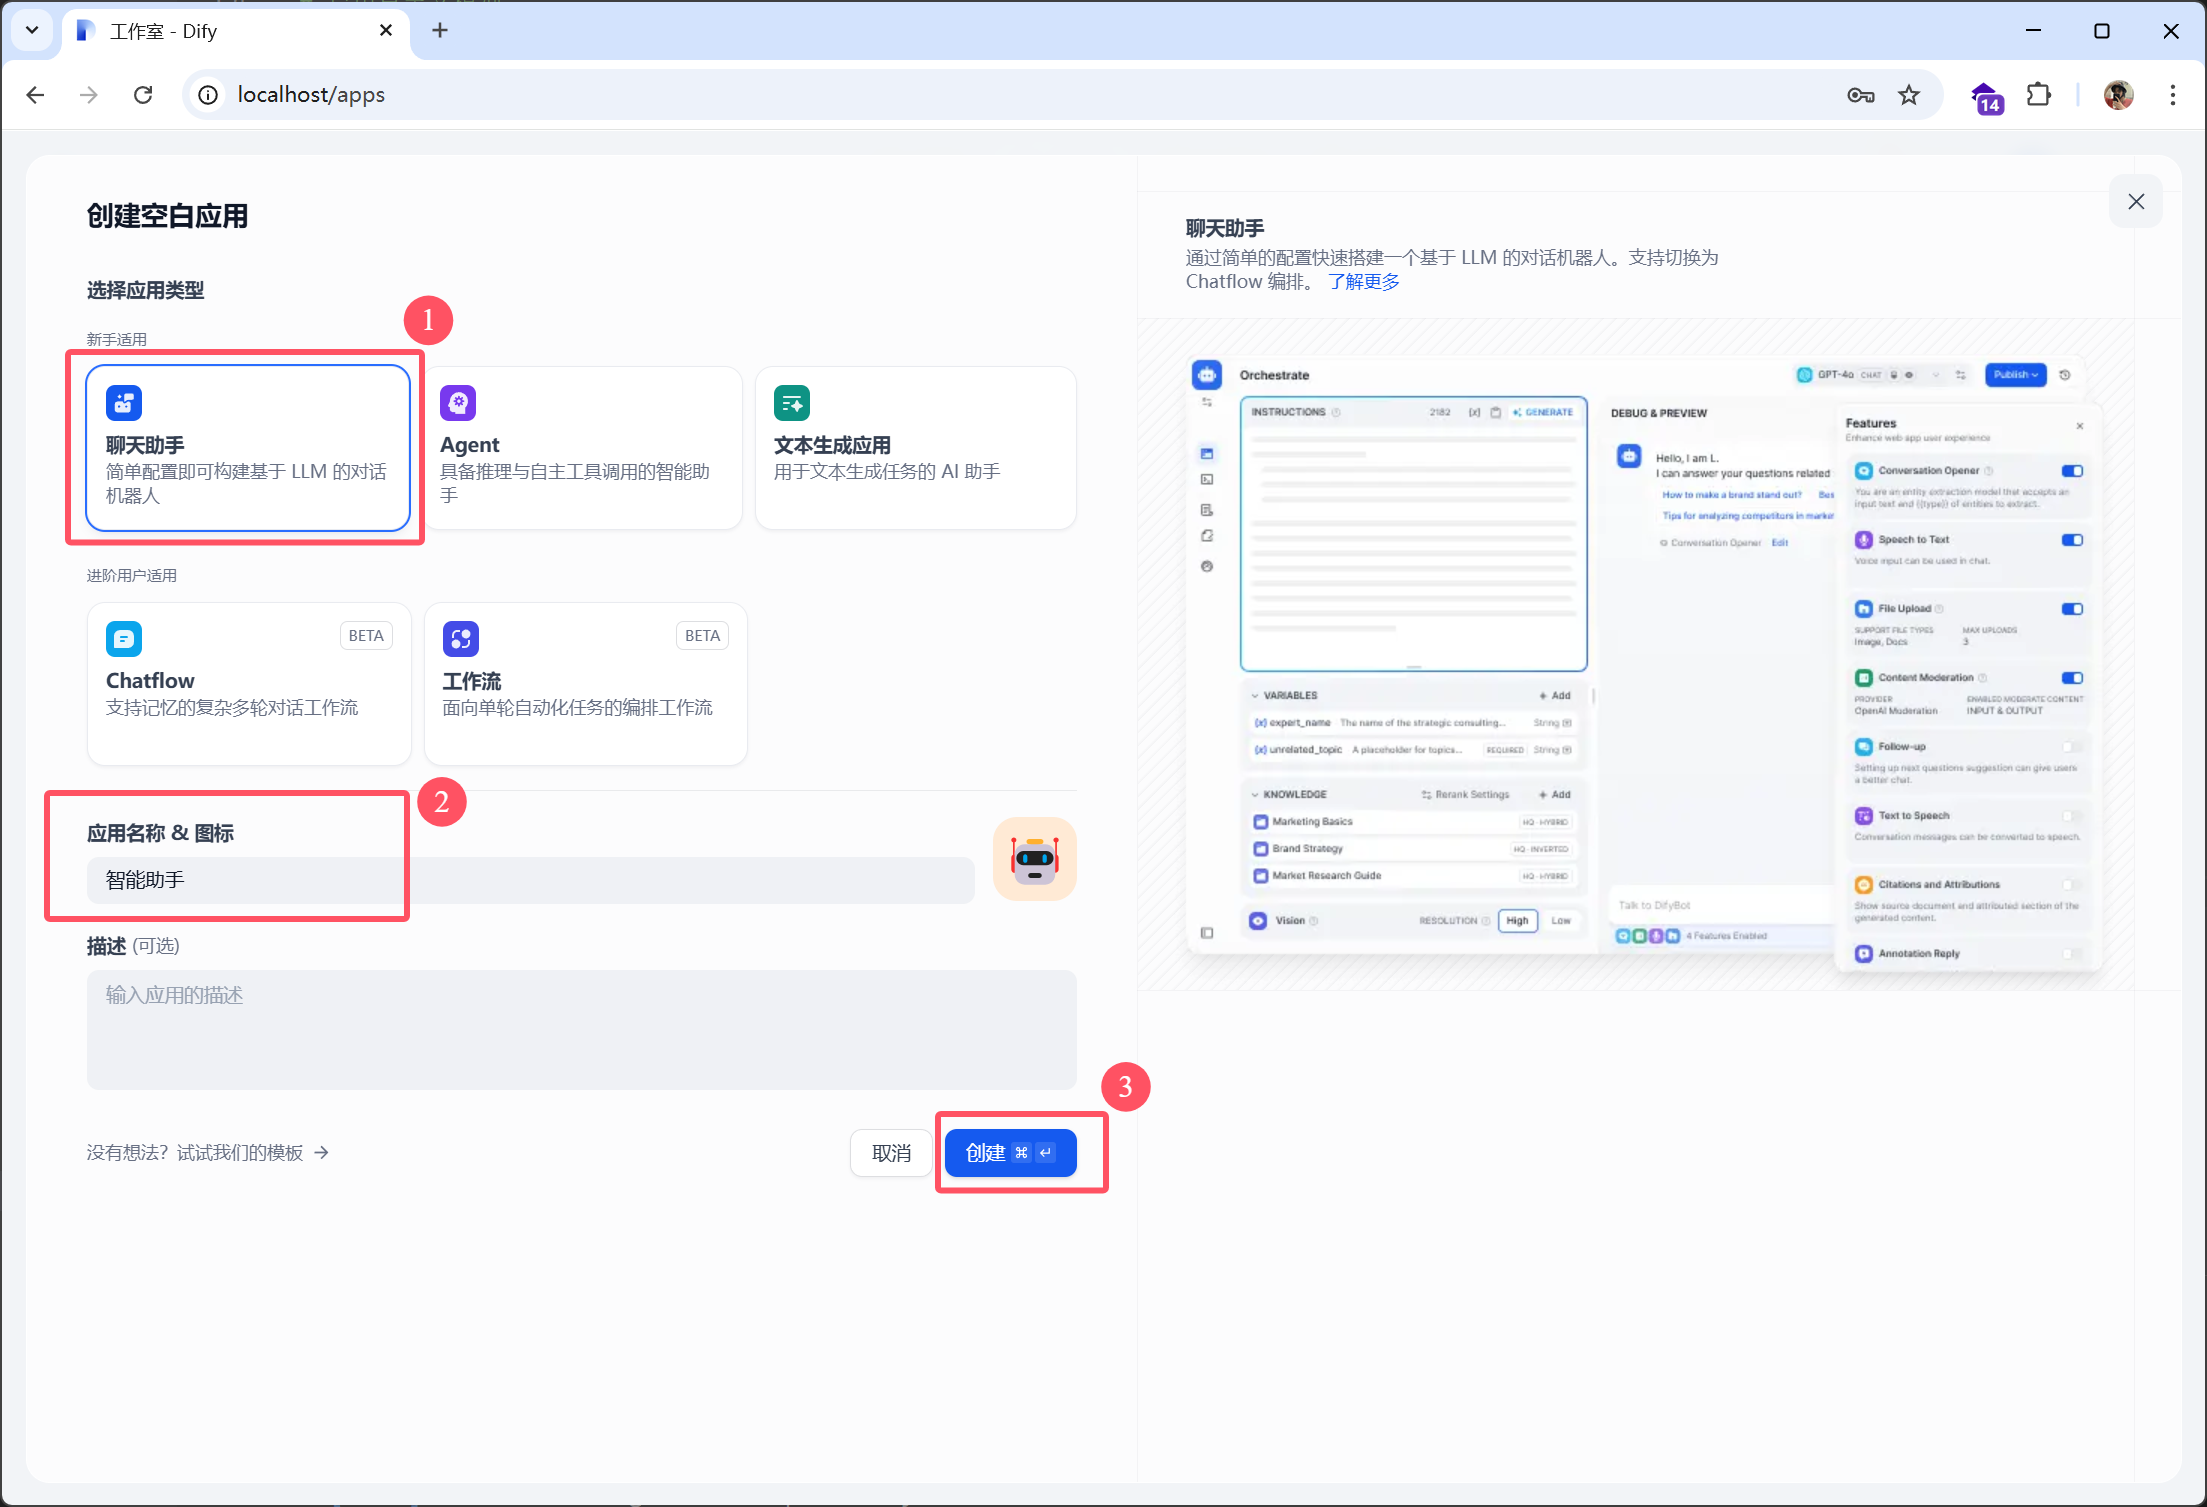 工作室 - Dify
localhost/apps
14
创建空白应用
选择应用类型
新手适用
1
聊天助手
简单配置即可构建基于 LLM 的对话
机器人
Agent
具备推理与自主工具调用的智能助
手
文本生成应用
用于文本生成任务的 AI 助手
进阶用户适用
BETA
Chatflow
支持记忆的复杂多轮对话工作流
BETA
工作流
面向单轮自动化任务的编排工作流
2
应用名称 & 图标
智能助手
描述 (可选)
输入应用的描述
没有想法？试试我们的模板 →
取消
创建 ⌘ ↵
3
聊天助手
通过简单的配置快速搭建一个基于 LLM 的对话机器人。支持切换为
Chatflow 编排。 了解更多
Orchestrate
GPT-4o CHAT
Publish
INSTRUCTIONS
2182
GENERATE
VARIABLES
+ Add
{x} expert_name The name of the strategic consulting... String
{x} unrelated_topic A placeholder for topics... REQUIRED String
KNOWLEDGE
Rerank Settings
+ Add
Marketing Basics HQ · HYBRID
Brand Strategy HQ · INVERTED
Market Research Guide HQ · HYBRID
Vision
RESOLUTION
High
Low
DEBUG & PREVIEW
Hello, I am L.
I can answer your questions related
How to make a brand stand out? Bes
Tips for analyzing competitors in marke
Conversation Opener Edit
Talk to DifyBot
4 Features Enabled
Features
Enhance web app user experience
Conversation Opener
You are an entity extraction model that accepts an
input text and {{type}} of entities to extract.
Speech to Text
Voice input can be used in chat.
File Upload
SUPPORT FILE TYPES
Image, Docs
MAX UPLOADS
3
Content Moderation
PROVIDER
OpenAI Moderation
ENABLED MODERATE CONTENT
INPUT & OUTPUT
Follow-up
Setting up next questions suggestion can give users
a better chat.
Text to Speech
Conversation messages can be converted to speech.
Citations and Attributions
Show source document and attributed section of the
generated content.
Annotation Reply